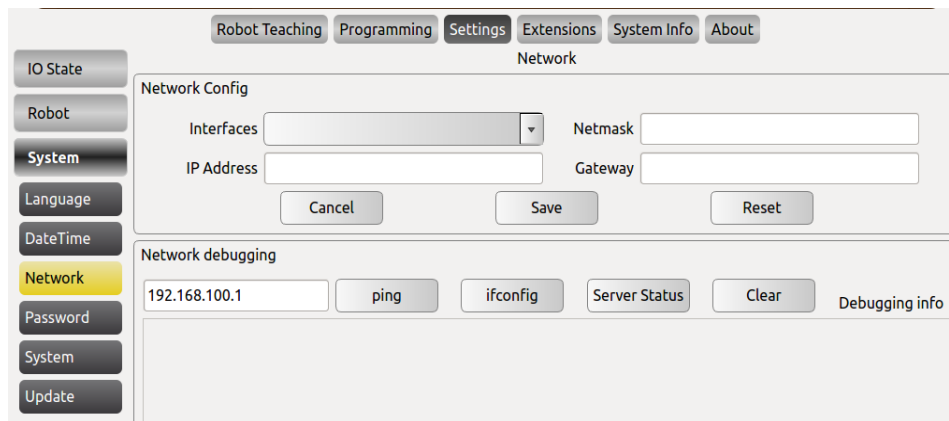 Robot Teaching Programming Settings Extensions System Info About
Network
IO State
Robot
System
Language
DateTime
Network
Password
System
Update
Network Config
Interfaces Netmask
IP Address Gateway
Cancel Save Reset
Network debugging
192.168.100.1 ping ifconfig Server Status Clear Debugging info